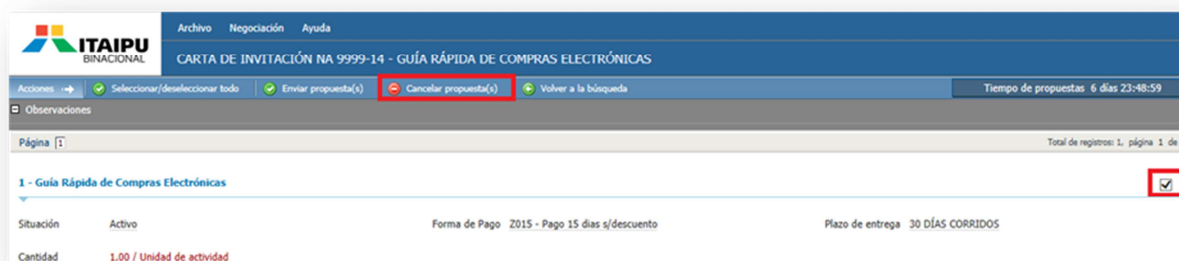 Archivo Negociación Ayuda
ITAIPU
BINACIONAL
CARTA DE INVITACIÓN NA 9999-14 - GUÍA RÁPIDA DE COMPRAS ELECTRÓNICAS
Acciones Seleccionar/deseleccionar todo Enviar propuesta(s) Cancelar propuesta(s) Volver a la búsqueda Tiempo de propuestas 6 días 23:48:59
Observaciones
Página 1 Total de registros: 1, página 1 de
1 - Guía Rápida de Compras Electrónicas
Situación Activo Forma de Pago Z015 - Pago 15 dias s/descuento Plazo de entrega 30 DÍAS CORRIDOS
Cantidad 1.00 / Unidad de actividad